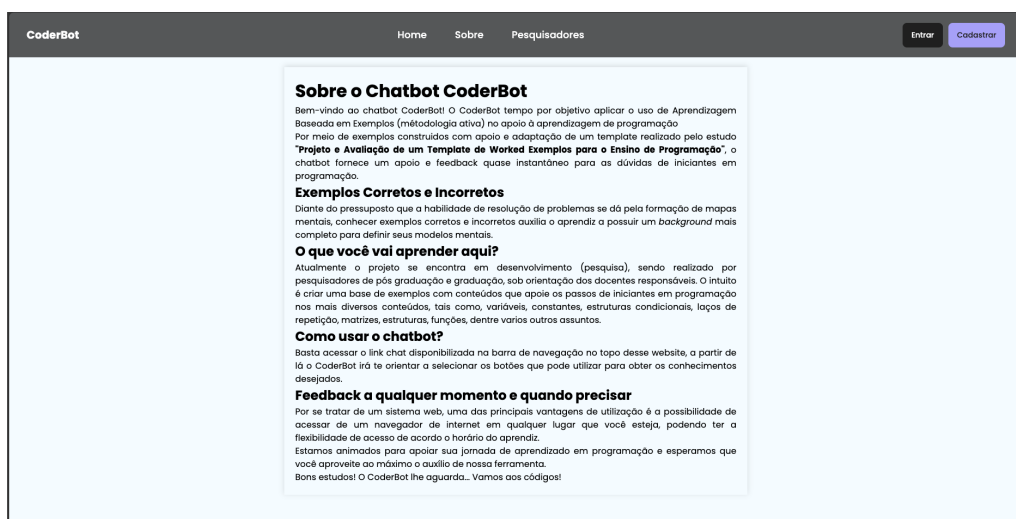 CoderBot
Home Sobre Pesquisadores
Entrar Cadastrar
Sobre o Chatbot CoderBot
Bem-vindo ao chatbot CoderBot! O CoderBot tempo por objetivo aplicar o uso de Aprendizagem
Baseada em Exemplos (métodologia ativa) no apoio à aprendizagem de programação
Por meio de exemplos construidos com apoio e adaptação de um template realizado pelo estudo
"Projeto e Avaliação de um Template de Worked Exemplos para o Ensino de Programação", o
chatbot fornece um apoio e feedback quase instantâneo para as dúvidas de iniciantes em
programação.
Exemplos Corretos e Incorretos
Diante do pressuposto que a habilidade de resolução de problemas se dá pela formação de mapas
mentais, conhecer exemplos corretos e incorretos auxilia o aprendiz a possuir um background mais
completo para definir seus modelos mentais.
O que você vai aprender aqui?
Atualmente o projeto se encontra em desenvolvimento (pesquisa), sendo realizado por
pesquisadores de pós graduação e graduação, sob orientação dos docentes responsáveis. O intuito
é criar uma base de exemplos com conteúdos que apoie os passos de iniciantes em programação
nos mais diversos conteúdos, tais como, variáveis, constantes, estruturas condicionais, laços de
repetição, matrizes, estruturas, funções, dentre varios outros assuntos.
Como usar o chatbot?
Basta acessar o link chat disponibilizada na barra de navegação no topo desse website, a partir de
lá o CoderBot irá te orientar a selecionar os botões que pode utilizar para obter os conhecimentos
desejados.
Feedback a qualquer momento e quando precisar
Por se tratar de um sistema web, uma das principais vantagens de utilização é a possibilidade de
acessar de um navegador de internet em qualquer lugar que você esteja, podendo ter a
flexibilidade de acesso de acordo o horário do aprendiz.
Estamos animados para apoiar sua jornada de aprendizado em programação e esperamos que
você aproveite ao máximo o auxílio de nossa ferramenta.
Bons estudos! O CoderBot lhe aguarda... Vamos aos códigos!